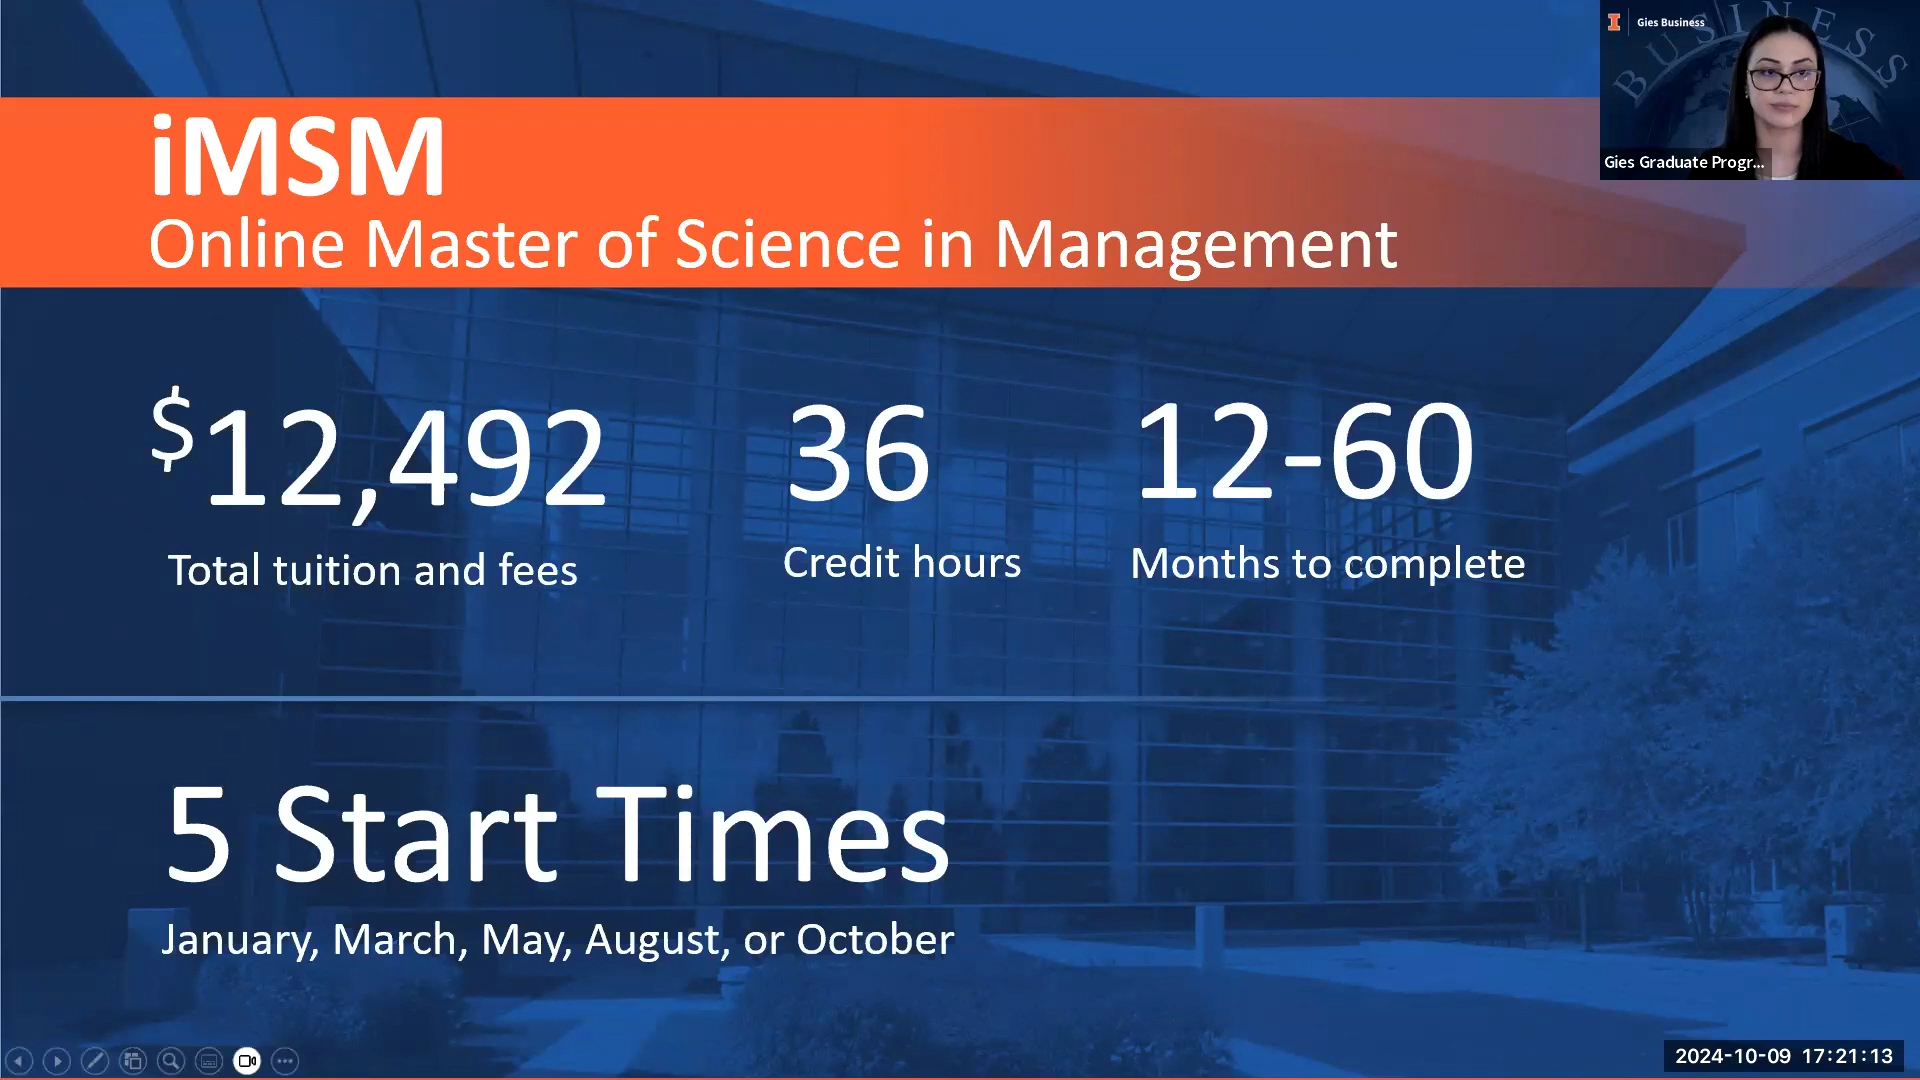 Gies Business
BUSINESS
Gies Graduate Progr...
iMSM
Online Master of Science in Management
$12,492
Total tuition and fees
36
Credit hours
12-60
Months to complete
5 Start Times
January, March, May, August, or October
2024-10-09 17:21:13